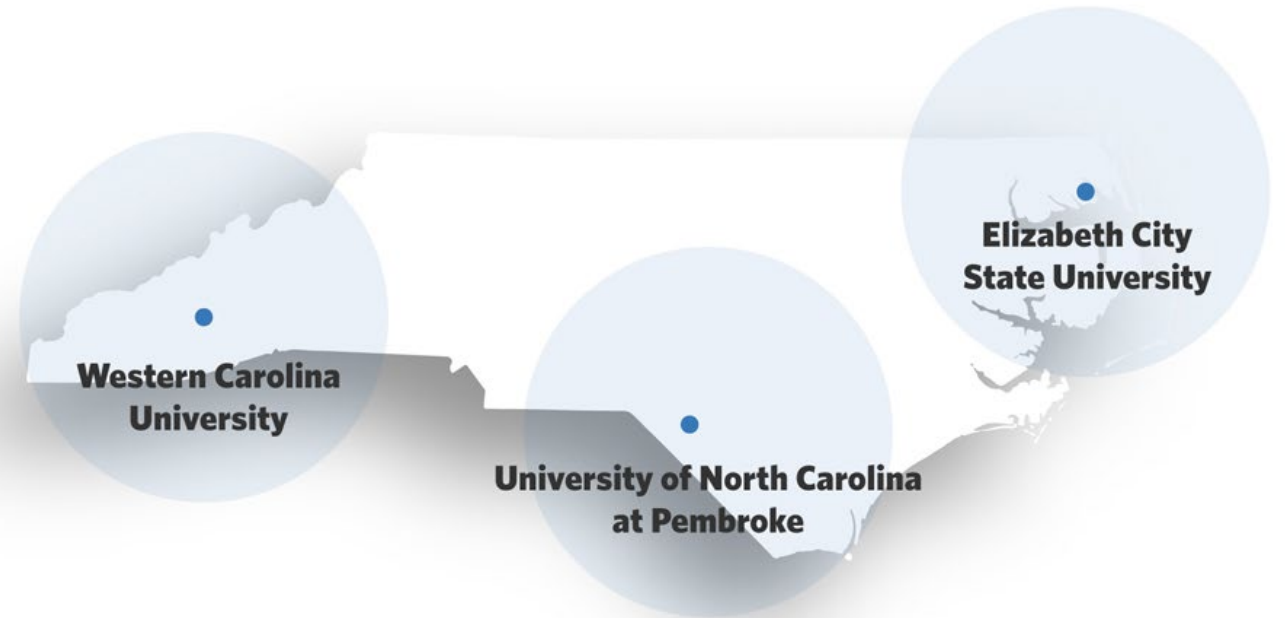 Elizabeth City
State University
Western Carolina
University
University of North Carolina
at Pembroke